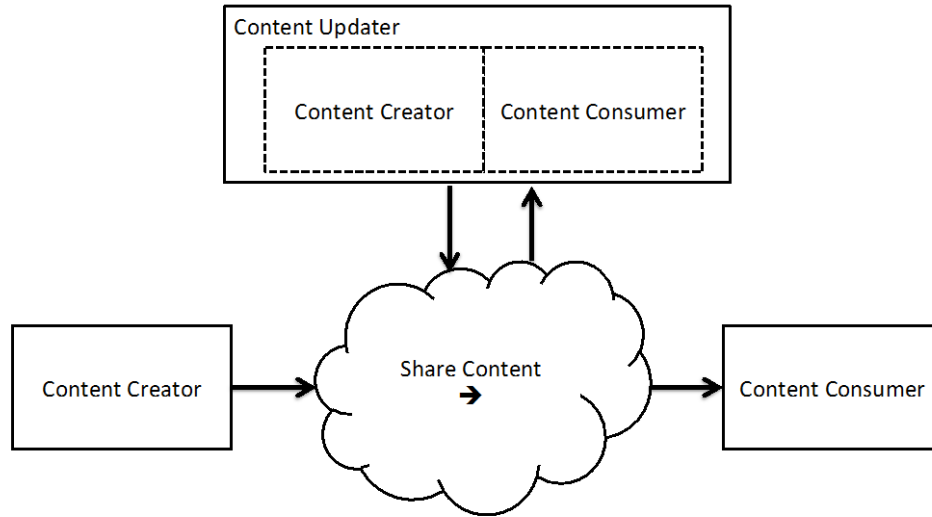 Content Updater
Content Creator
Content Consumer
Share Content
➔
Content Creator
Content Consumer